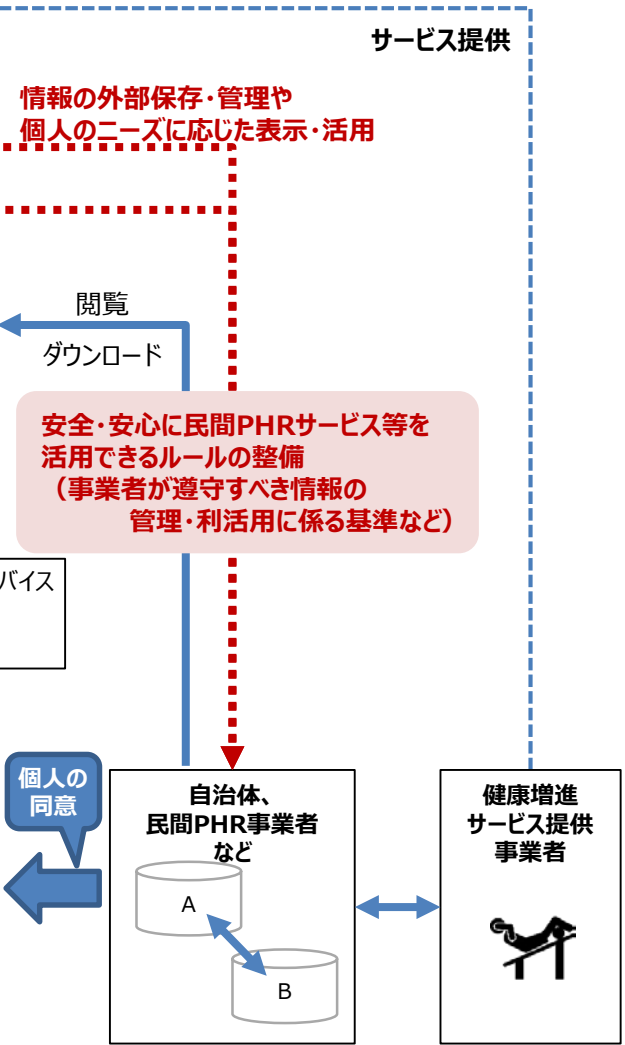 サービス提供
情報の外部保存・管理や
個人のニーズに応じた表示・活用
閲覧
ダウンロード
安全・安心に民間PHRサービス等を
活用できるルールの整備
（事業者が遵守すべき情報の
管理・利活用に係る基準など）
バイス
個人の
同意
自治体、
民間PHR事業者
など
A
B
健康増進
サービス提供
事業者